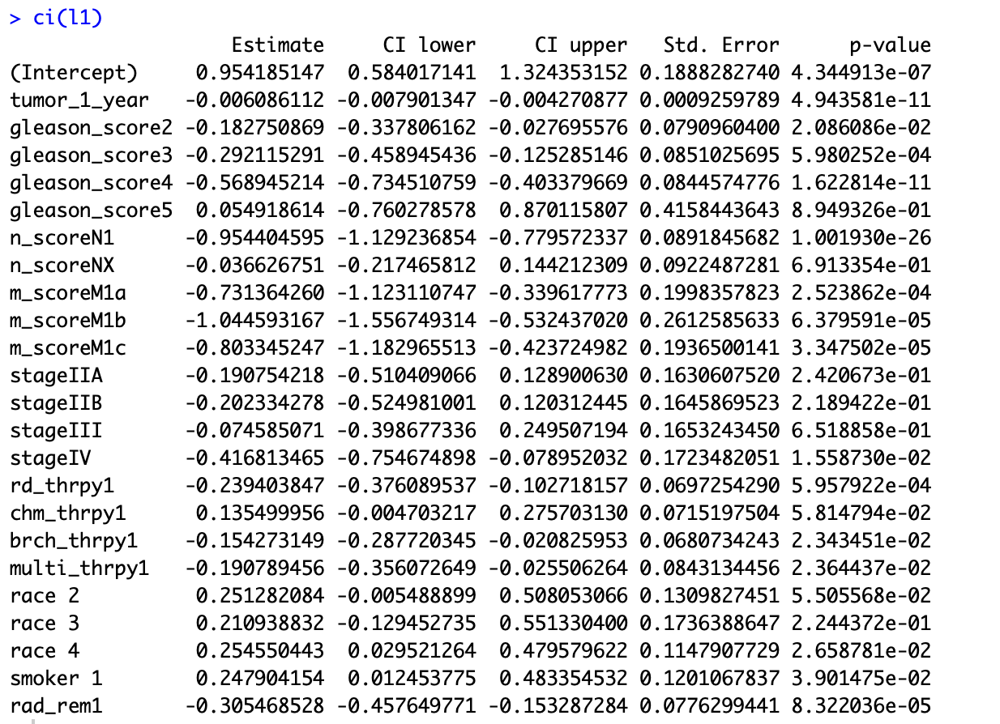 > ci(l1)
Estimate CI lower CI upper Std. Error p-value
(Intercept) 0.954185147 0.584017141 1.324353152 0.1888282740 4.344913e-07
tumor_1_year -0.006086112 -0.007901347 -0.004270877 0.0009259789 4.943581e-11
gleason_score2 -0.182750869 -0.337806162 -0.027695576 0.0790960400 2.086086e-02
gleason_score3 -0.292115291 -0.458945436 -0.125285146 0.0851025695 5.980252e-04
gleason_score4 -0.568945214 -0.734510759 -0.403379669 0.0844574776 1.622814e-11
gleason_score5 0.054918614 -0.760278578 0.870115807 0.4158443643 8.949326e-01
n_scoreN1 -0.954404595 -1.129236854 -0.779572337 0.0891845682 1.001930e-26
n_scoreNX -0.036626751 -0.217465812 0.144212309 0.0922487281 6.913354e-01
m_scoreM1a -0.731364260 -1.123110747 -0.339617773 0.1998357823 2.523862e-04
m_scoreM1b -1.044593167 -1.556749314 -0.532437020 0.2612585633 6.379591e-05
m_scoreM1c -0.803345247 -1.182965513 -0.423724982 0.1936500141 3.347502e-05
stageIIA -0.190754218 -0.510409066 0.128900630 0.1630607520 2.420673e-01
stageIIB -0.202334278 -0.524981001 0.120312445 0.1645869523 2.189422e-01
stageIII -0.074585071 -0.398677336 0.249507194 0.1653243450 6.518858e-01
stageIV -0.416813465 -0.754674898 -0.078952032 0.1723482051 1.558730e-02
rd_thrpy1 -0.239403847 -0.376089537 -0.102718157 0.0697254290 5.957922e-04
chm_thrpy1 0.135499956 -0.004703217 0.275703130 0.0715197504 5.814794e-02
brch_thrpy1 -0.154273149 -0.287720345 -0.020825953 0.0680734243 2.343451e-02
multi_thrpy1 -0.190789456 -0.356072649 -0.025506264 0.0843134456 2.364437e-02
race 2 0.251282084 -0.005488899 0.508053066 0.1309827451 5.505568e-02
race 3 0.210938832 -0.129452735 0.551330400 0.1736388647 2.244372e-01
race 4 0.254550443 0.029521264 0.479579622 0.1147907729 2.658781e-02
smoker 1 0.247904154 0.012453775 0.483354532 0.1201067837 3.901475e-02
rad_rem1 -0.305468528 -0.457649771 -0.153287284 0.0776299441 8.322036e-05